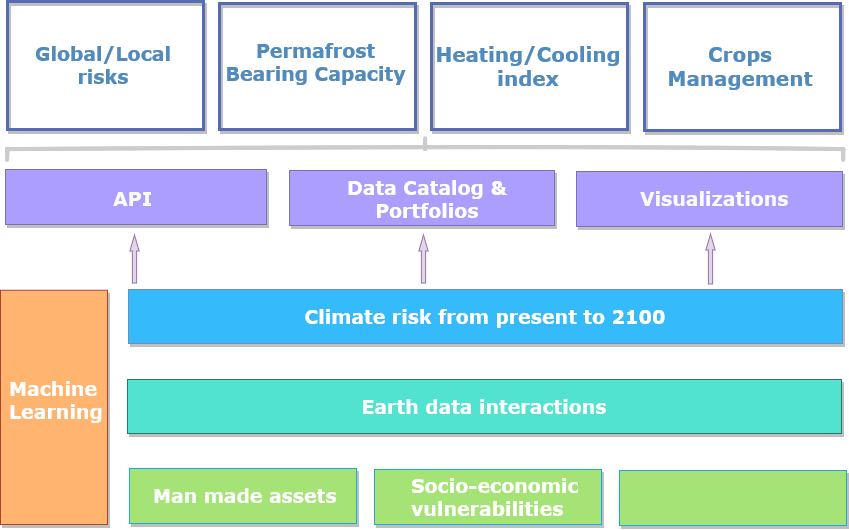 Global/Local
risks
Permafrost
Bearing Capacity
Heating/Cooling
index
Crops
Management
API
Data Catalog &
Portfolios
Visualizations
Climate risk from present to 2100
Machine
Learning
Earth data interactions
Man made assets
Socio-economic
vulnerabilities